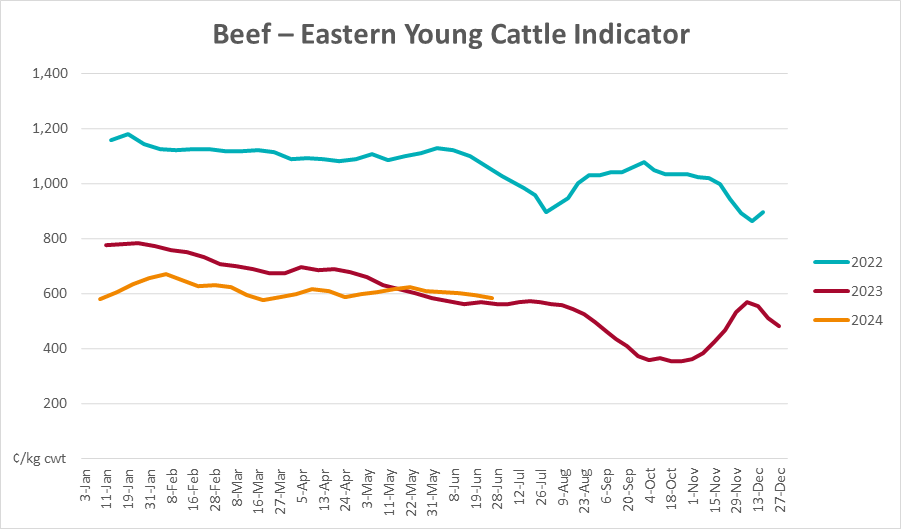 Beef – Eastern Young Cattle Indicator
1,400
1,200
1,000
800
600
400
200
¢/kg cwt
2022
2023
2024
3-Jan
11-Jan
19-Jan
31-Jan
8-Feb
16-Feb
28-Feb
8-Mar
16-Mar
27-Mar
5-Apr
13-Apr
24-Apr
3-May
11-May
22-May
31-May
8-Jun
19-Jun
28-Jun
12-Jul
26-Jul
9-Aug
23-Aug
6-Sep
20-Sep
4-Oct
18-Oct
1-Nov
15-Nov
29-Nov
13-Dec
27-Dec